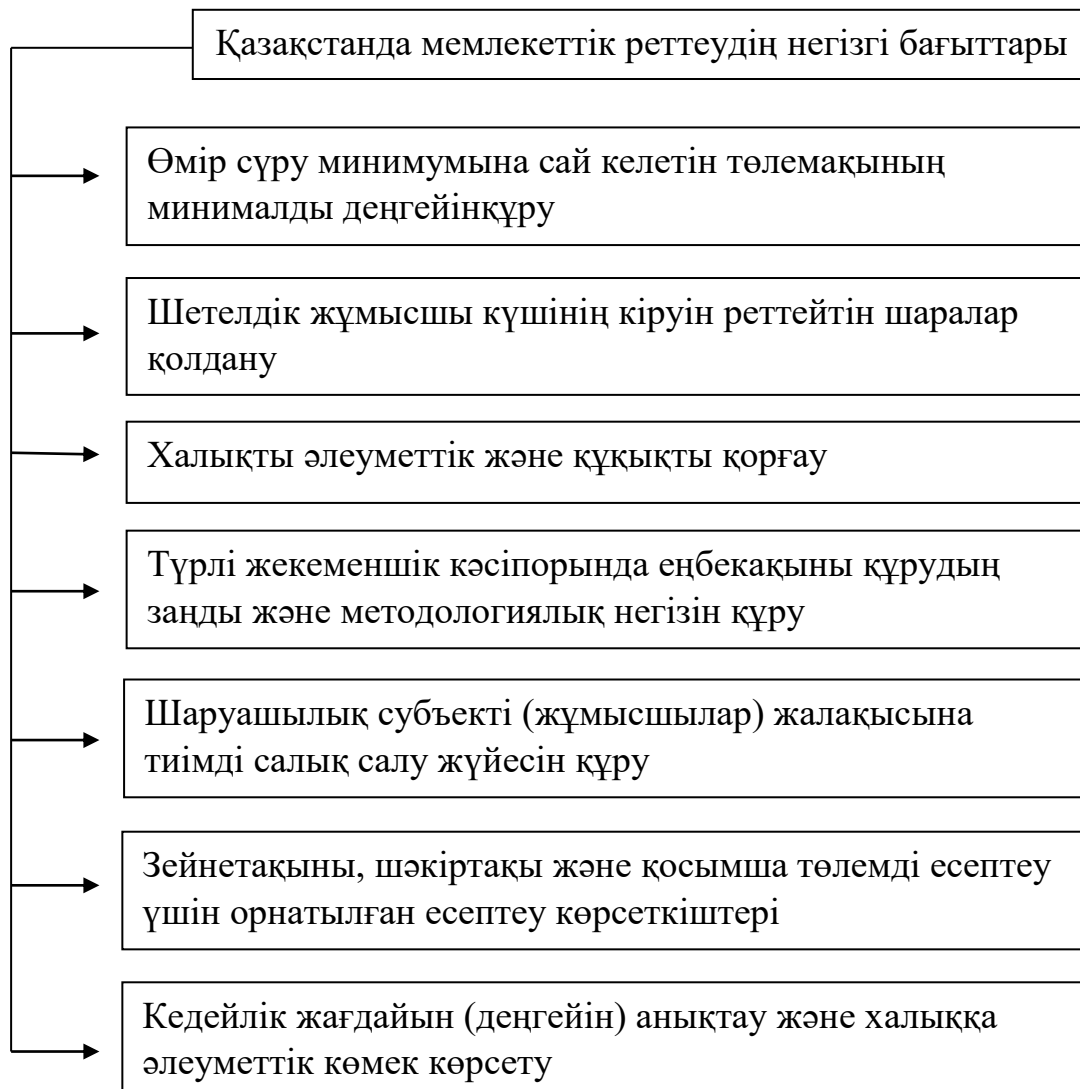 Қазақстанда мемлекеттік реттеудің негізгі бағыттары
Өмір сүру минимумына сай келетін төлемақының
минималды деңгейінқұру
Шетелдік жұмысшы күшінің кіруін реттейтін шаралар
қолдану
Халықты әлеуметтік және құқықты қорғау
Түрлі жекеменшік кәсіпорында еңбекақыны құрудың
заңды және методологиялық негізін құру
Шаруашылық субъекті (жұмысшылар) жалақысына
тиімді салық салу жүйесін құру
Зейнетақыны, шәкіртақы және қосымша төлемді есептеу
үшін орнатылған есептеу көрсеткіштері
Кедейлік жағдайын (деңгейін) анықтау және халыққа
әлеуметтік көмек көрсету